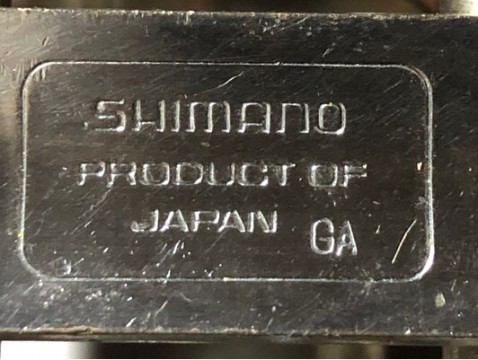 SHIMANO
PRODUCT OF
JAPAN GA